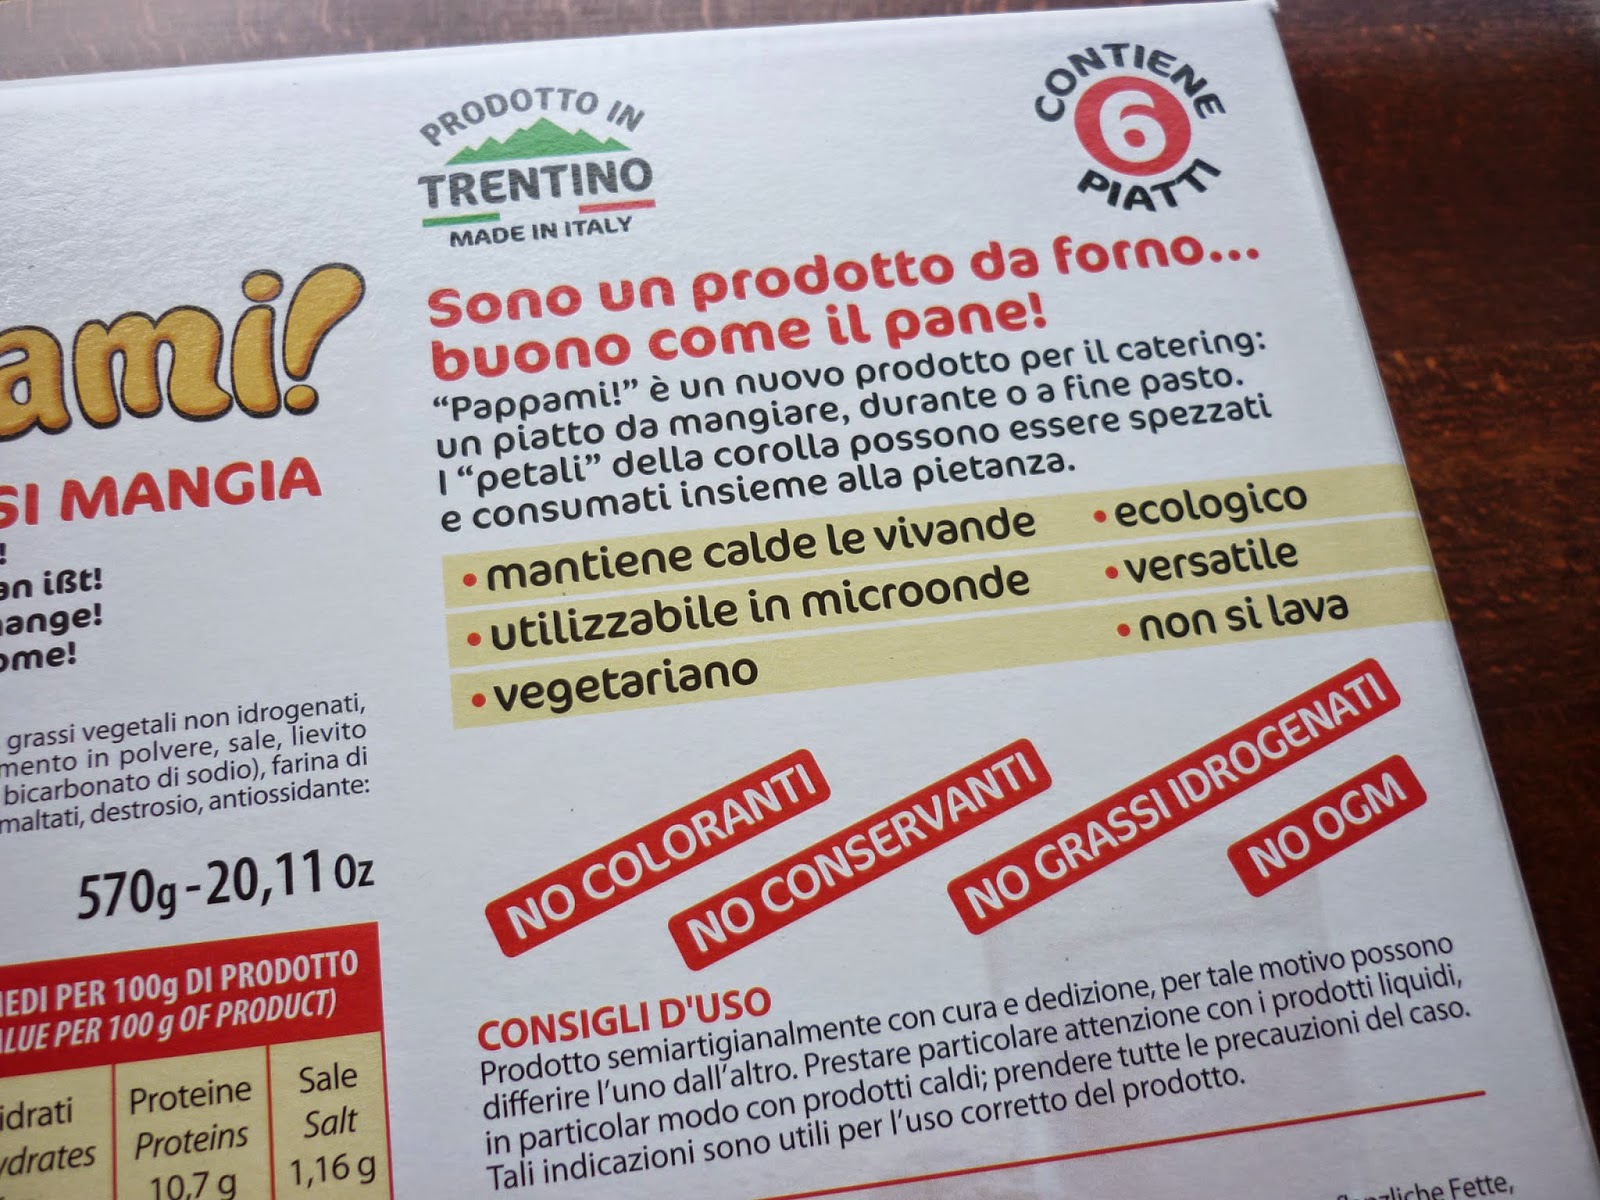 PRODOTTO IN
TRENTINO
MADE IN ITALY
CONTIENE
6
PIATTI
Sono un prodotto da forno...
buono come il pane!
“Pappami!” è un nuovo prodotto per il catering:
un piatto da mangiare, durante o a fine pasto.
I “petali” della corolla possono essere spezzati
e consumati insieme alla pietanza.
• mantiene calde le vivande
• utilizzabile in microonde
• vegetariano
• ecologico
• versatile
• non si lava
NO COLORANTI
NO CONSERVANTI
NO GRASSI IDROGENATI
NO OGM
CONSIGLI D'USO
Prodotto semiartigianalmente con cura e dedizione, per tale motivo possono
differire l’uno dall’altro. Prestare particolare attenzione con i prodotti liquidi,
in particolar modo con prodotti caldi; prendere tutte le precauzioni del caso.
Tali indicazioni sono utili per l’uso corretto del prodotto.
Fette,
ami!
SI MANGIA
!
ißt!
ange!
ome!
grassi vegetali non idrogenati,
mento in polvere, sale, lievito
bicarbonato di sodio), farina di
maltati, destrosio, antiossidante:
570g - 20,11 Oz
EDI PER 100g DI PRODOTTO
LUE PER 100 g OF PRODUCT)
idrati
ydrates
Proteine
Proteins
10,7 g
Sale
Salt
1,16 g